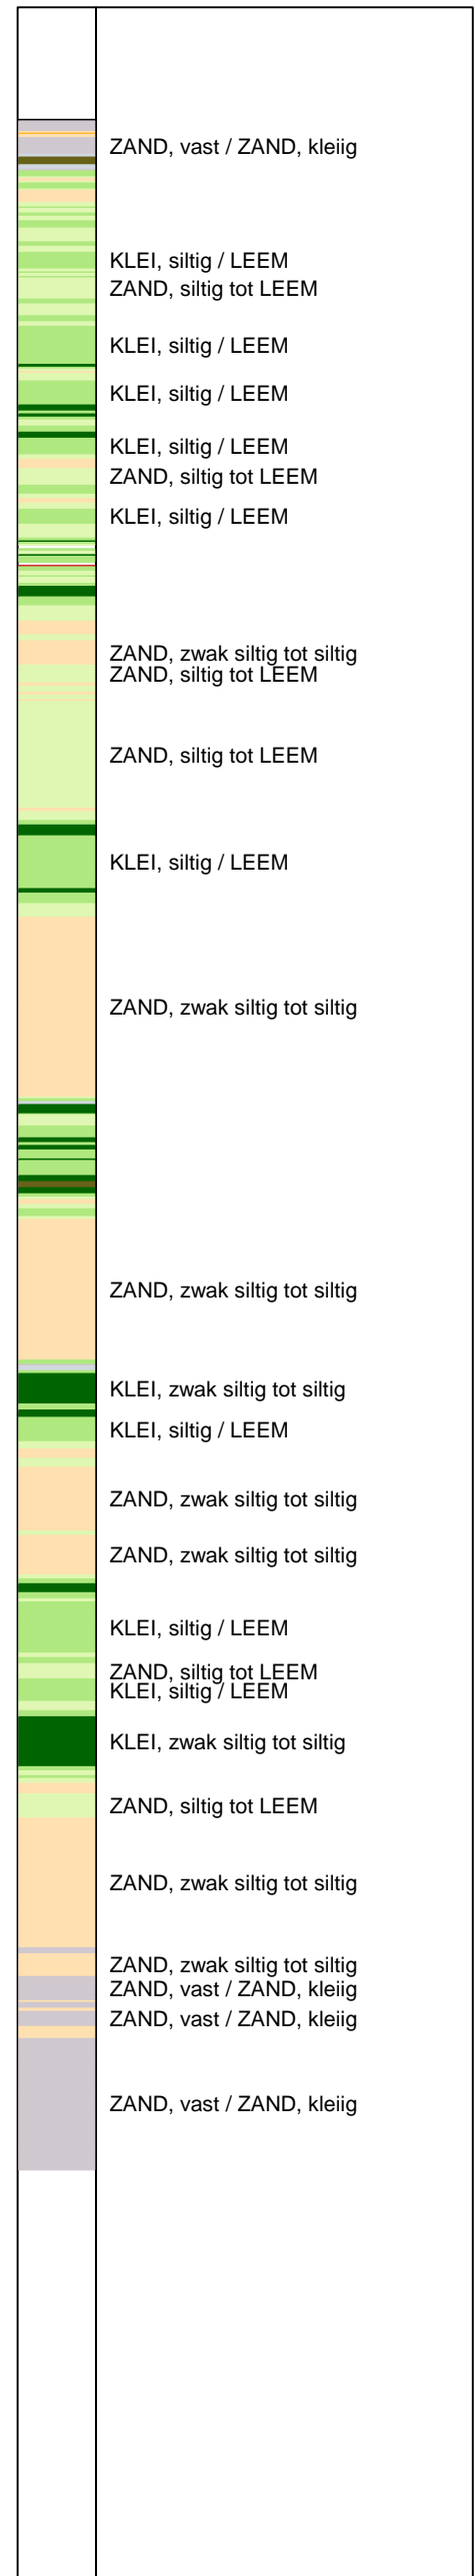 ZAND, vast / ZAND, kleiig
KLEI, siltig / LEEM
ZAND, siltig tot LEEM
KLEI, siltig / LEEM
KLEI, siltig / LEEM
KLEI, siltig / LEEM
ZAND, siltig tot LEEM
KLEI, siltig / LEEM
ZAND, zwak siltig tot siltig
ZAND, siltig tot LEEM
ZAND, siltig tot LEEM
KLEI, siltig / LEEM
ZAND, zwak siltig tot siltig
ZAND, zwak siltig tot siltig
KLEI, zwak siltig tot siltig
KLEI, siltig / LEEM
ZAND, zwak siltig tot siltig
ZAND, zwak siltig tot siltig
KLEI, siltig / LEEM
ZAND, siltig tot LEEM
KLEI, siltig / LEEM
KLEI, zwak siltig tot siltig
ZAND, siltig tot LEEM
ZAND, zwak siltig tot siltig
ZAND, zwak siltig tot siltig
ZAND, vast / ZAND, kleiig
ZAND, vast / ZAND, kleiig
ZAND, vast / ZAND, kleiig